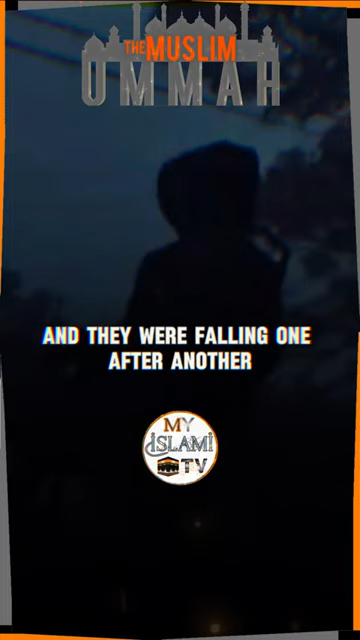 THE MUSLIM
UMMAH
AND THEY WERE FALLING ONE
AFTER ANOTHER
MY
ISLAMI
TV